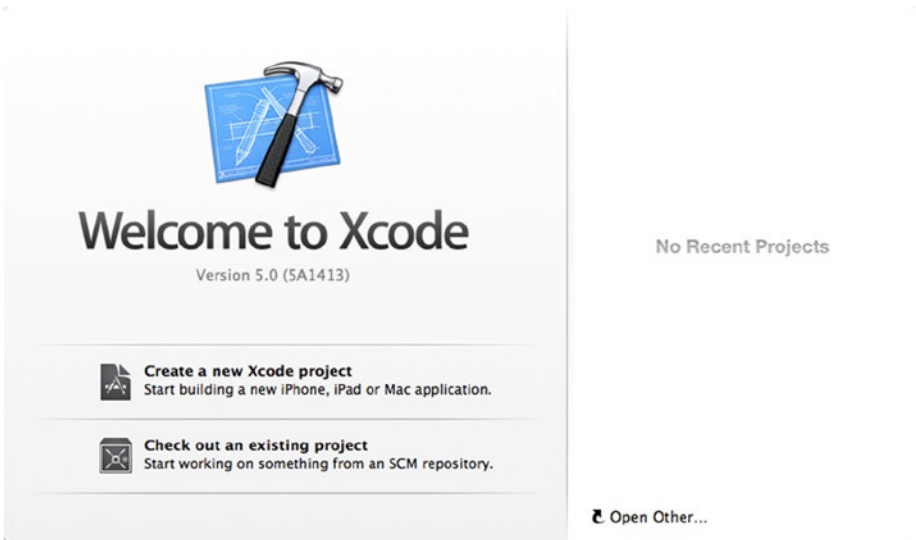 Welcome to Xcode
Version 5.0 (5A1413)
Create a new Xcode project
Start building a new iPhone, iPad or Mac application.
Check out an existing project
Start working on something from an SCM repository.
No Recent Projects
Open Other...